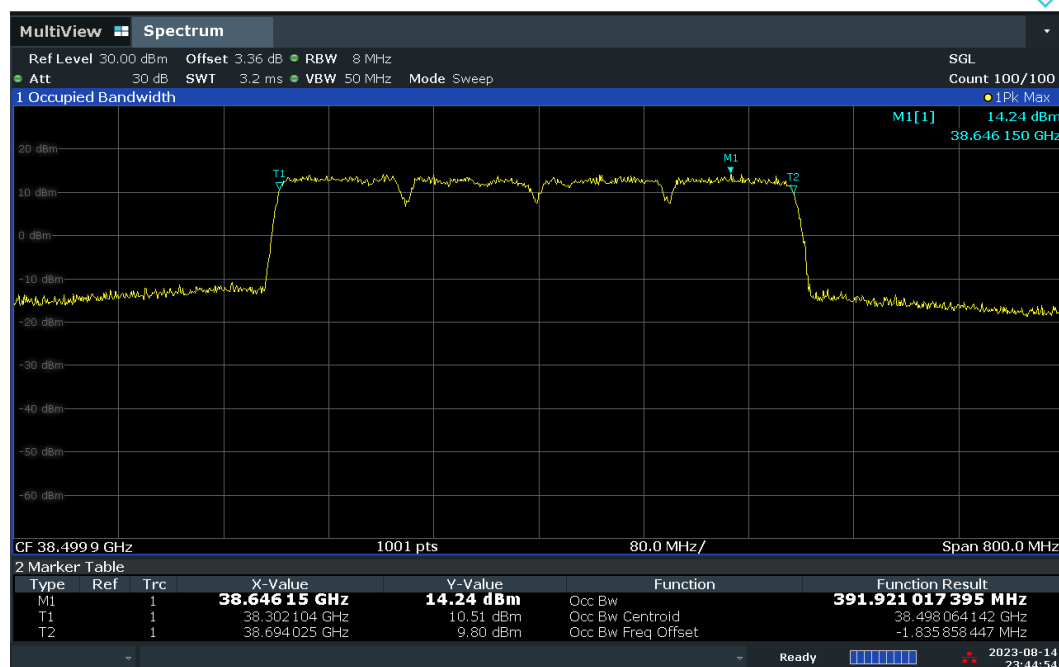 MultiView Spectrum
Ref Level 30.00 dBm Offset 3.36 dB RBW 8 MHz SGL
Att 30 dB SWT 3.2 ms VBW 50 MHz Mode Sweep Count 100/100
1 Occupied Bandwidth 1Pk Max
M1[1] 14.24 dBm
38.646 150 GHz
20 dBm
M1
T1
T2
10 dBm
0 dBm
-10 dBm
-20 dBm
-30 dBm
-40 dBm
-50 dBm
-60 dBm
CF 38.499 9 GHz 1001 pts 80.0 MHz/ Span 800.0 MHz
2 Marker Table
Type Ref Trc X-Value Y-Value Function Function Result
M1 1 38.646 15 GHz 14.24 dBm Occ Bw 391.921 017 395 MHz
T1 1 38.302 104 GHz 10.51 dBm Occ Bw Centroid 38.498 064 142 GHz
T2 1 38.694 025 GHz 9.80 dBm Occ Bw Freq Offset -1.835 858 447 MHz
Ready 2023-08-14
23:44:54